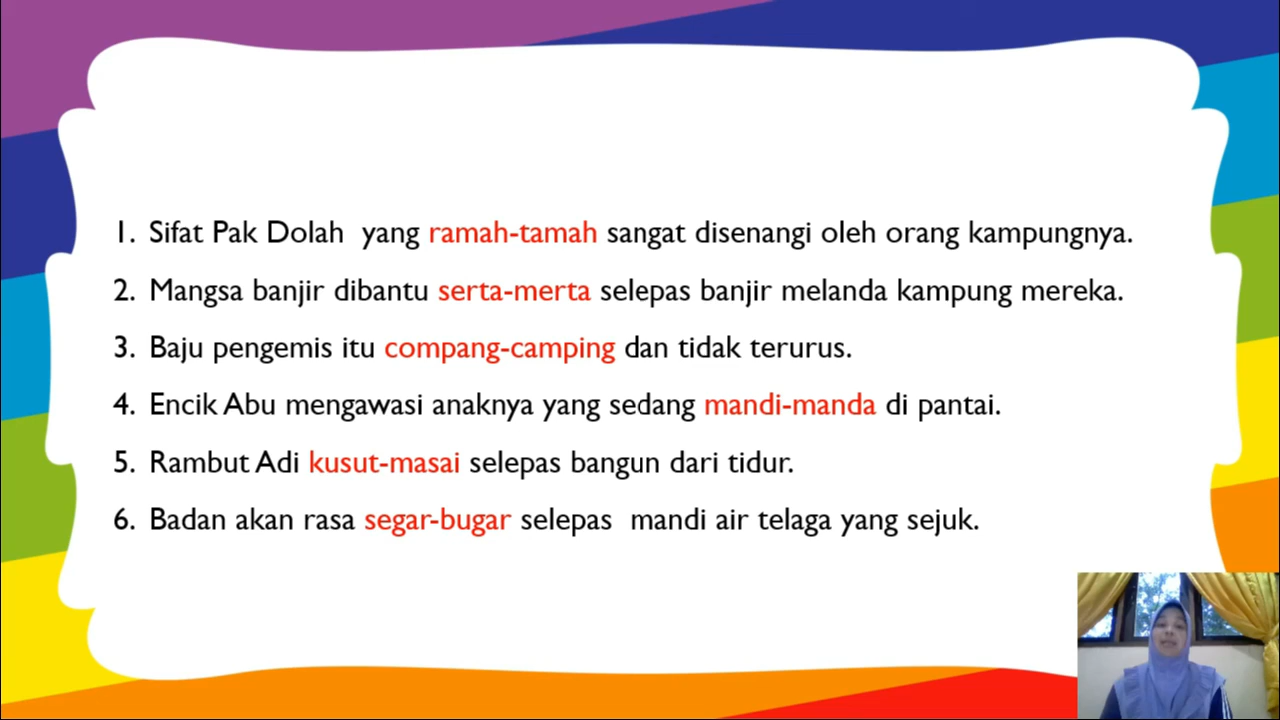 1. Sifat Pak Dolah yang ramah-tamah sangat disenangi oleh orang kampungnya.
2. Mangsa banjir dibantu serta-merta selepas banjir melanda kampung mereka.
3. Baju pengemis itu compang-camping dan tidak terurus.
4. Encik Abu mengawasi anaknya yang sedang mandi-manda di pantai.
5. Rambut Adi kusut-masai selepas bangun dari tidur.
6. Badan akan rasa segar-bugar selepas mandi air telaga yang sejuk.